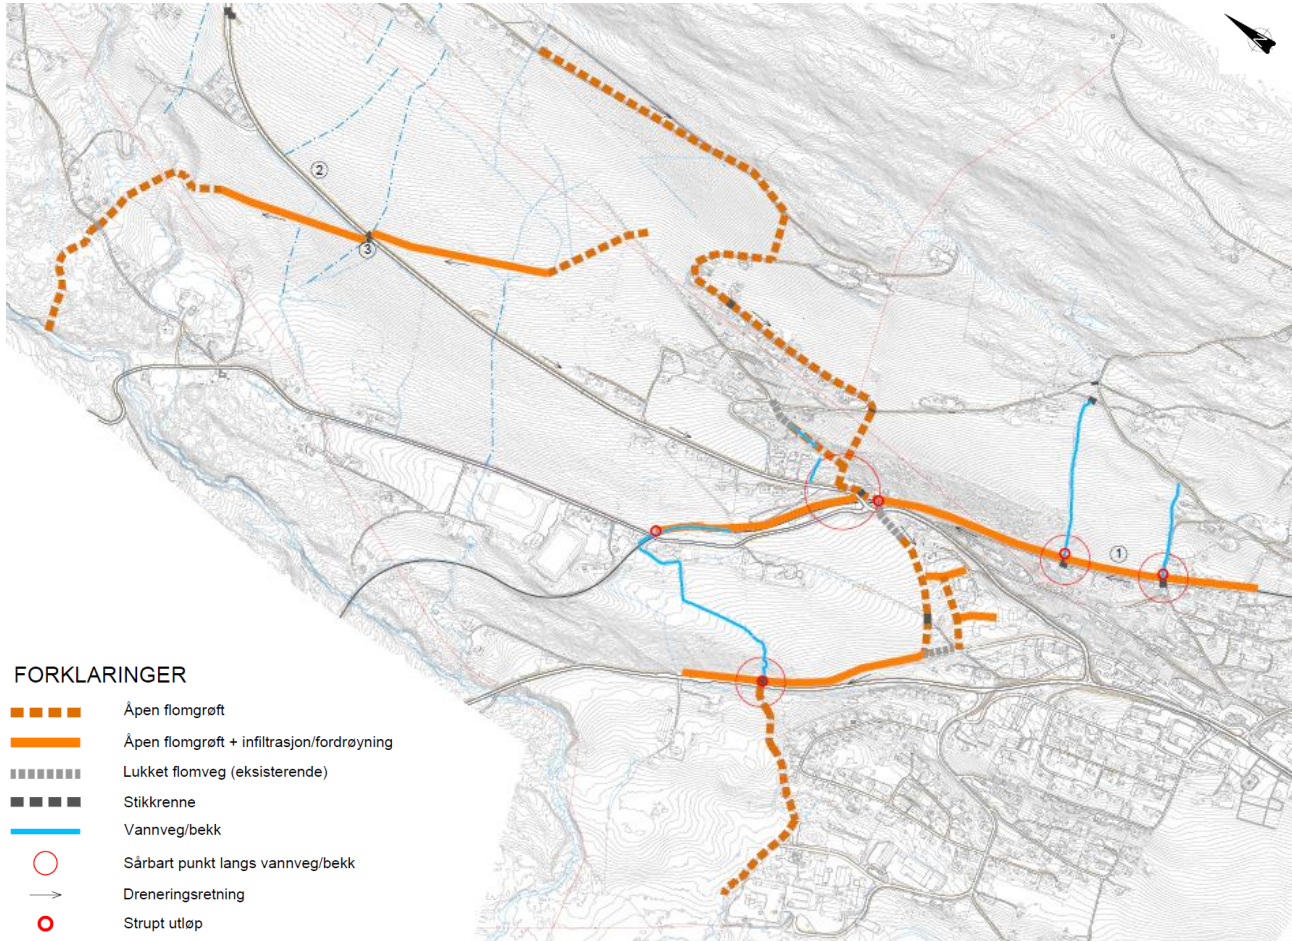 N
2
3
1
FORKLARINGER
Åpen flomgrøft
Åpen flomgrøft + infiltrasjon/fordrøyning
Lukket flomveg (eksisterende)
Stikkrenne
Vannveg/bekk
Sårbart punkt langs vannveg/bekk
Dreneringsretning
Strupt utløp